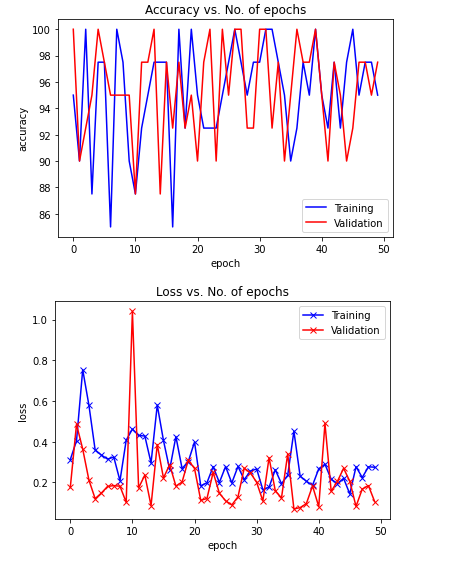 Accuracy vs. No. of epochs
100
98
96
94
92
90
88
86
accuracy
Training
Validation
0 10 20 30 40 50
epoch
Loss vs. No. of epochs
1.0
0.8
0.6
0.4
0.2
loss
Training
Validation
0 10 20 30 40 50
epoch